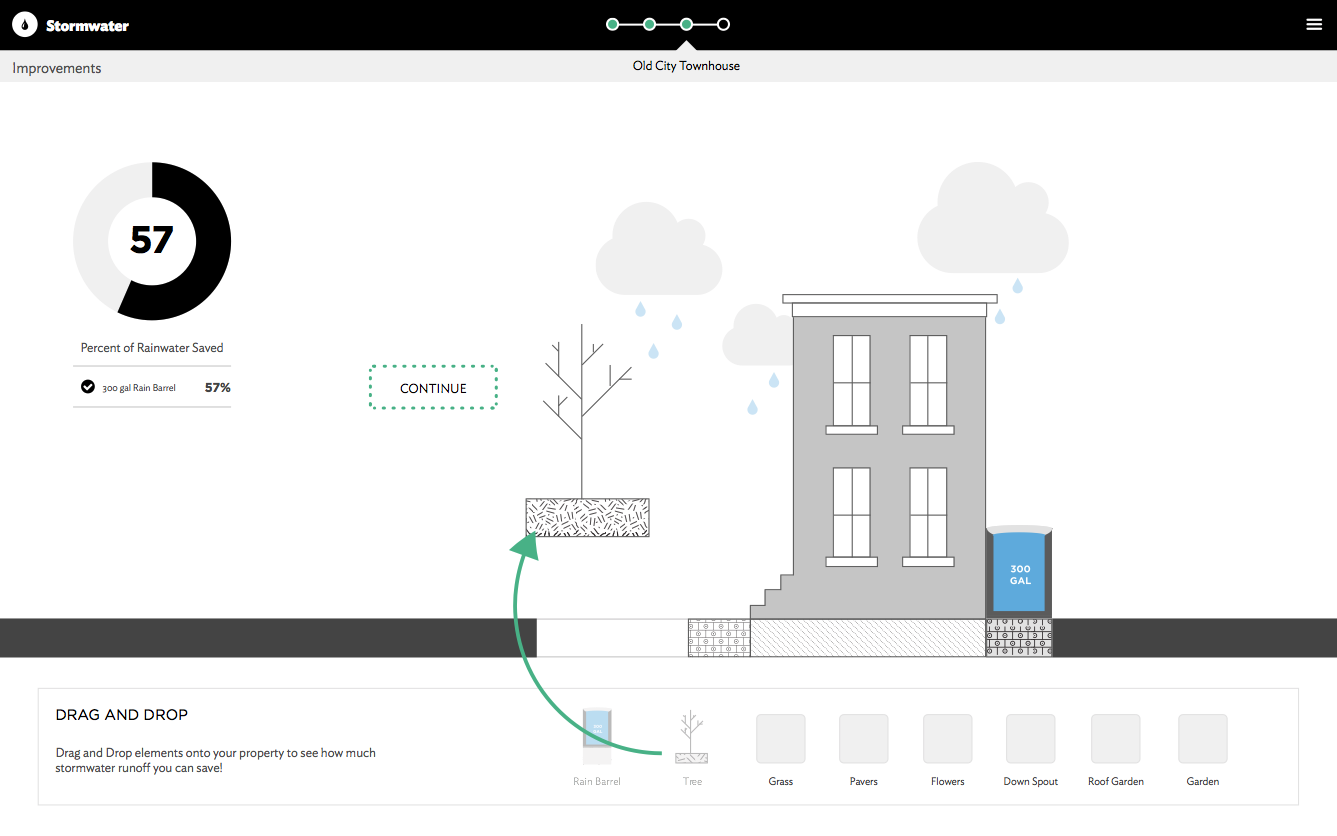 Stormwater
Improvements
Old City Townhouse
57
Percent of Rainwater Saved
300 gal Rain Barrel 57%
CONTINUE
300
GAL
DRAG AND DROP
Drag and Drop elements onto your property to see how much
stormwater runoff you can save!
Rain Barrel
Tree
Grass
Pavers
Flowers
Down Spout
Roof Garden
Garden